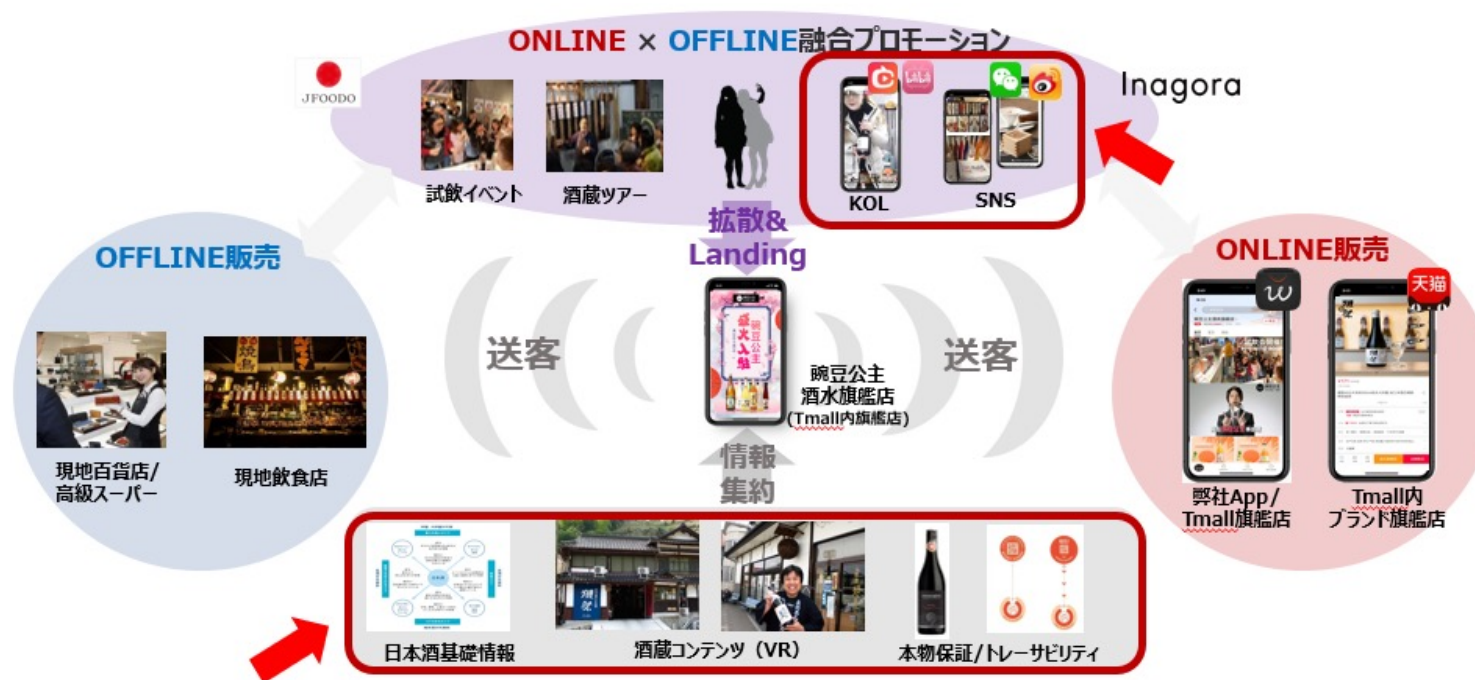 ONLINE × OFFLINE融合プロモーション
JFOODO
Inagora
LaLa
試飲イベント
酒蔵ツアー
KOL
SNS
拡散&
Landing
OFFLINE販売
ONLINE販売
天猫
送客
送客
豌豆公主
酒水旗艦店
(Tmall内旗艦店)
現地百貨店/
高級スーパー
現地飲食店
弊社App/
Tmall旗艦店
Tmall内
ブランド旗艦店
情報
集約
日本酒基礎情報
酒蔵コンテンツ（VR）
本物保証/トレーサビリティ